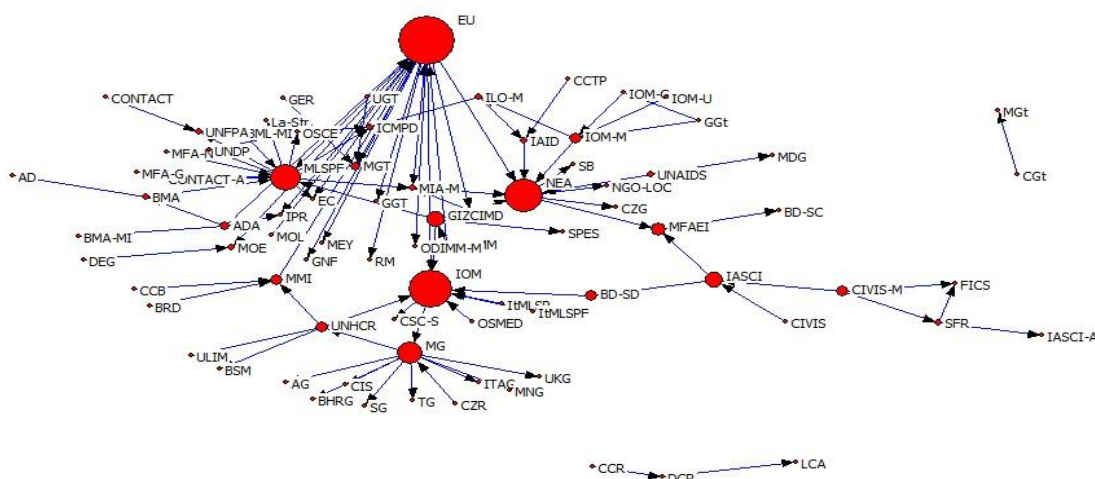 EU
CCTP
CONTACT
GER
UGT
ILO-M
IOM-G
IOM-U
MGt
La-Str
ICMPD
GGt
UNFPA
ML-MI
OSCE
IAID
IOM-M
UNDP
MFA-N
MLSPF
MGT
SB
MDG
AD
MFA-G
CONTACT-A
MIA-M
NEA
NGO-LOC
UNAIDS
CGt
BMA
EC
GGT
CZG
IPR
GIZCIMD
ADA
MFAEI
BD-SC
BMA-MI
MOL
SPES
MOE
MEY
ODIMM-M
DEG
GNF
RM
IOM
MMI
IASCI
CCB
CIVIS-M
FICS
BRD
BD-SD
ItMLSPF
UNHCR
CSC-S
OSMED
CIVIS
SFR
IASCI-A
ULIM
MG
BSM
AG
CIS
ITAC
UKG
BHRG
MNG
SG
TG
CZR
CCR
LCA